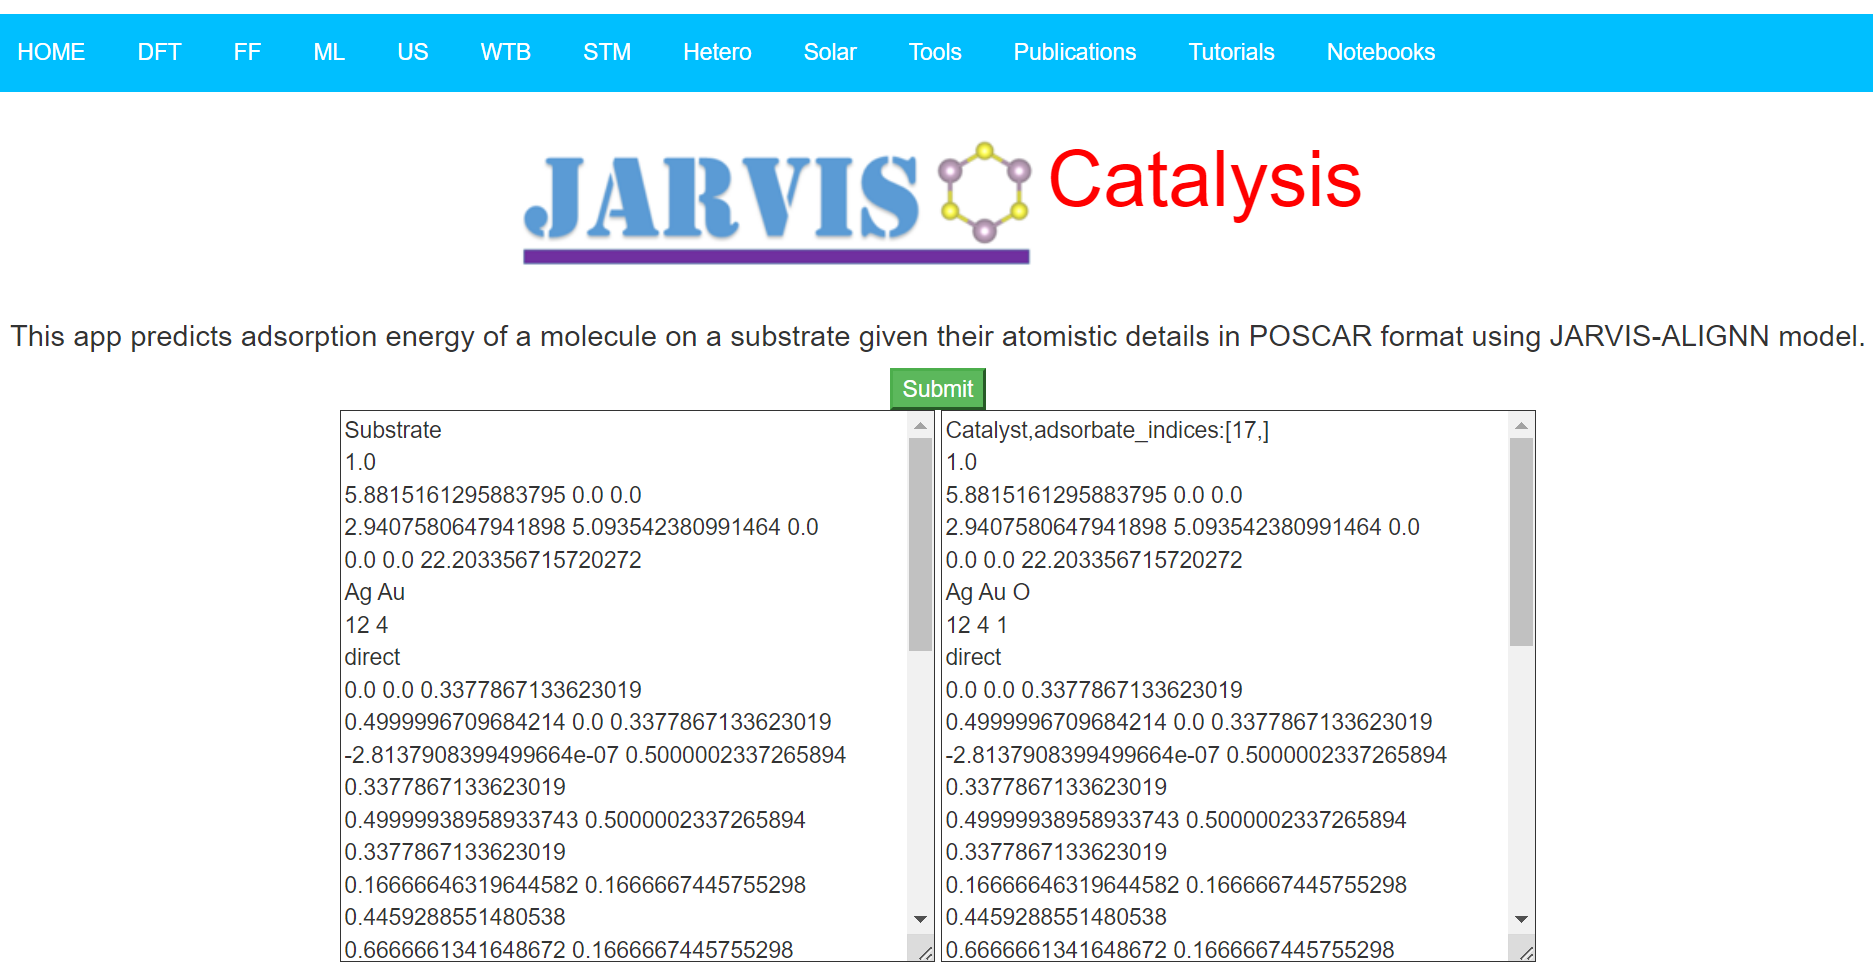 HOME DFT FF ML US WTB STM Hetero Solar Tools Publications Tutorials Notebooks
JARVIS Catalysis
This app predicts adsorption energy of a molecule on a substrate given their atomistic details in POSCAR format using JARVIS-ALIGNN model.
Submit
Substrate
1.0
5.8815161295883795 0.0 0.0
2.9407580647941898 5.093542380991464 0.0
0.0 0.0 22.203356715720272
Ag Au
12 4
direct
0.0 0.0 0.3377867133623019
0.4999996709684214 0.0 0.3377867133623019
-2.8137908399499664e-07 0.5000002337265894
0.3377867133623019
0.49999938958933743 0.5000002337265894
0.3377867133623019
0.16666646319644582 0.1666667445755298
0.4459288551480538
0.6666661341648672 0.1666667445755298
Catalyst,adsorbate_indices:[17,]
1.0
5.8815161295883795 0.0 0.0
2.9407580647941898 5.093542380991464 0.0
0.0 0.0 22.203356715720272
Ag Au O
12 4 1
direct
0.0 0.0 0.3377867133623019
0.4999996709684214 0.0 0.3377867133623019
-2.8137908399499664e-07 0.5000002337265894
0.3377867133623019
0.49999938958933743 0.5000002337265894
0.3377867133623019
0.16666646319644582 0.1666667445755298
0.4459288551480538
0.6666661341648672 0.1666667445755298